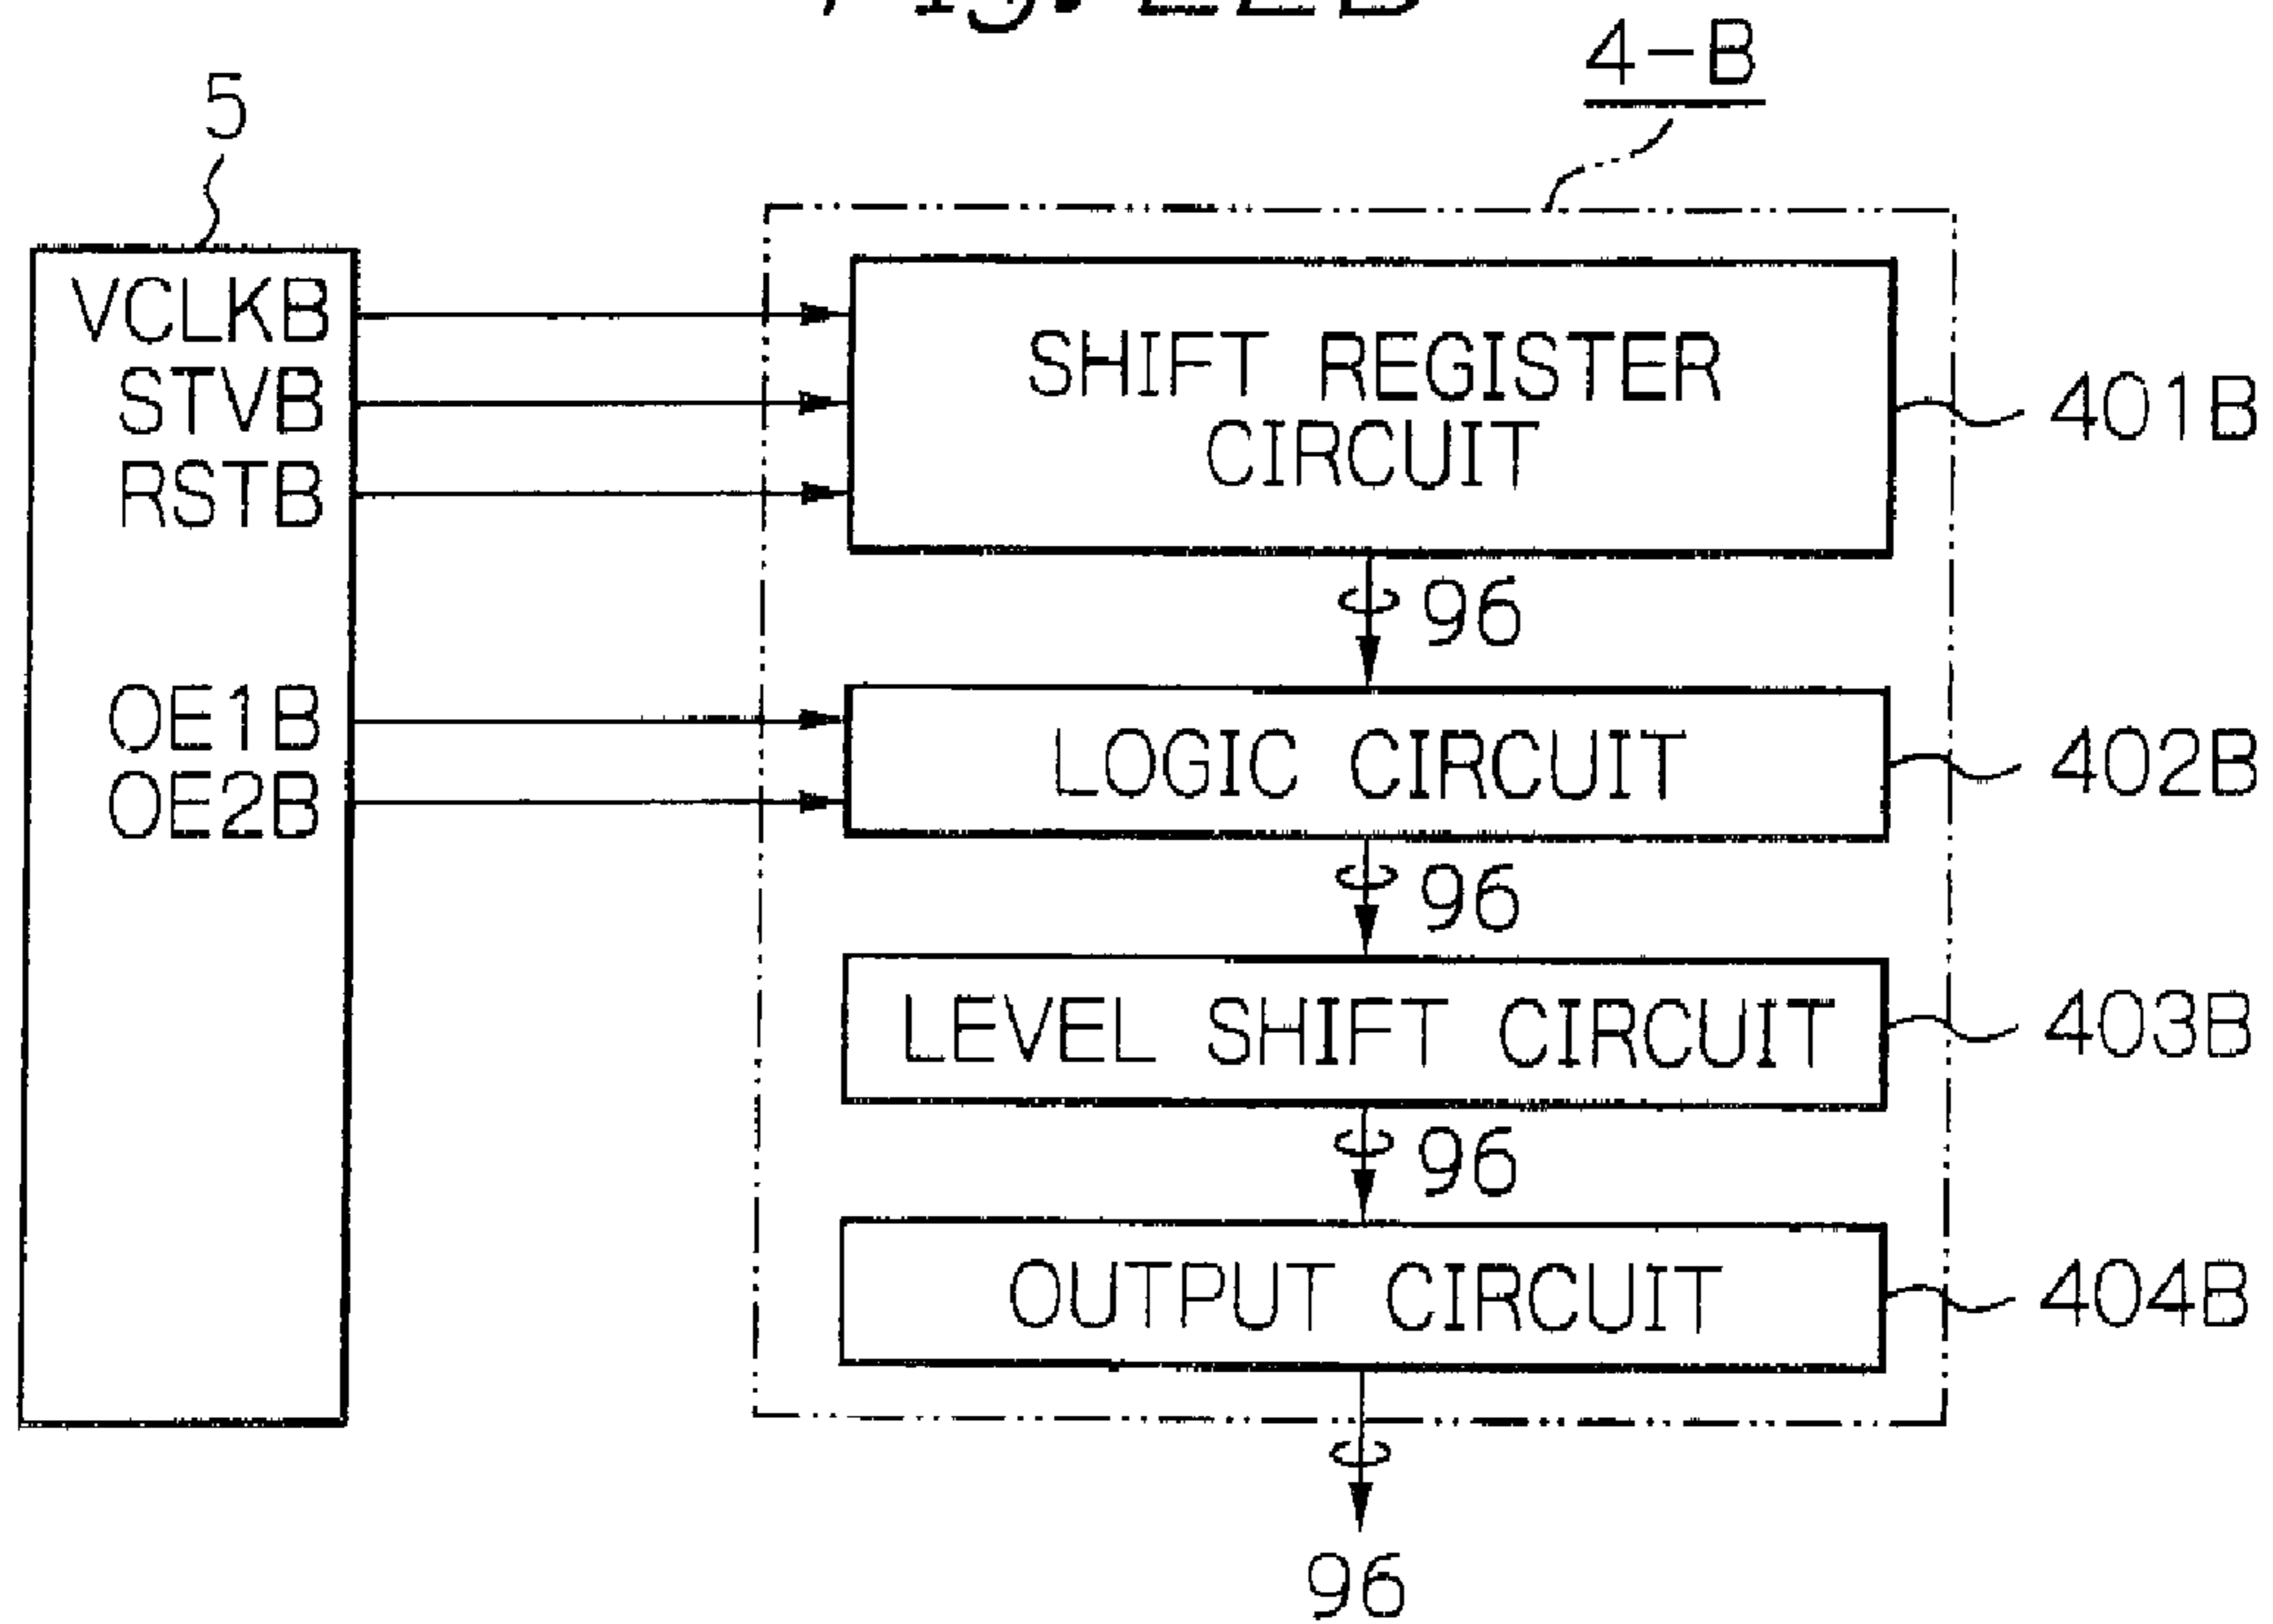 4-B
5
VCLKB
STVB
RSTB
OE1B
OE2B
SHIFT REGISTER
CIRCUIT
401B
96
LOGIC CIRCUIT
402B
96
LEVEL SHIFT CIRCUIT
403B
96
OUTPUT CIRCUIT
404B
96